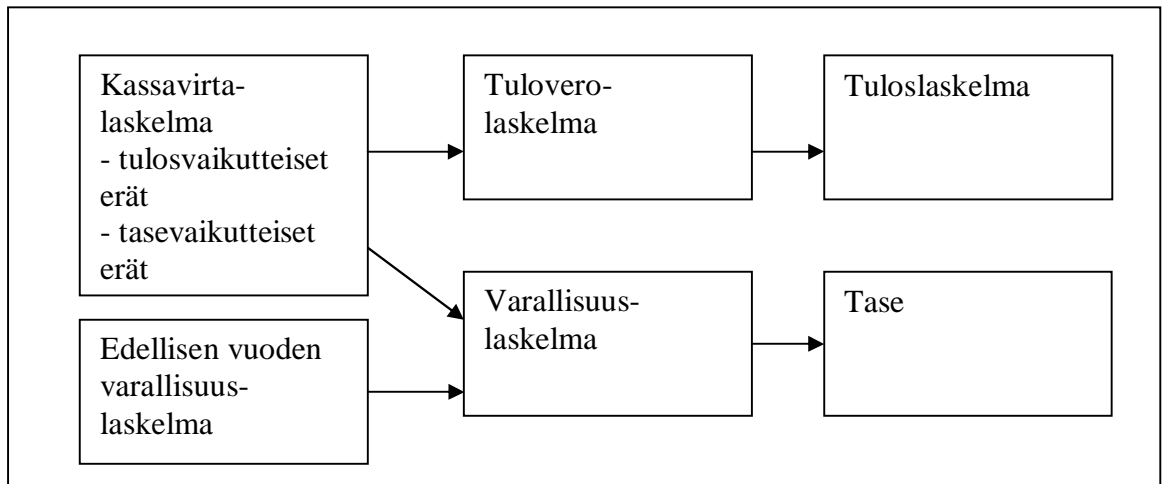 Kassavirta-
laskelma
- tulosvaikutteiset
erät
- tasevaikutteiset
erät
Tulovero-
laskelma
Tuloslaskelma
Edellisen vuoden
varallisuus-
laskelma
Varallisuus-
laskelma
Tase